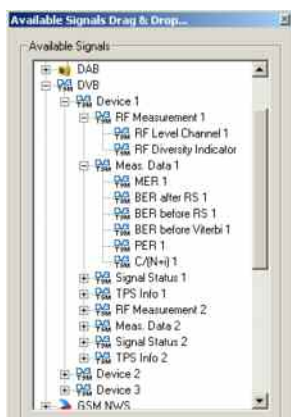 Available Signals Drag & Drop...
Available Signals
DAB
DVB
Device 1
RF Measurement 1
RF Level Channel 1
RF Diversity Indicator
Meas. Data 1
MER 1
BER after RS 1
BER before RS 1
BER before Viterbi 1
PER 1
C/(N+i) 1
Signal Status 1
TPS Info 1
RF Measurement 2
Meas. Data 2
Signal Status 2
TPS Info 2
Device 2
Device 3
GSM NWS